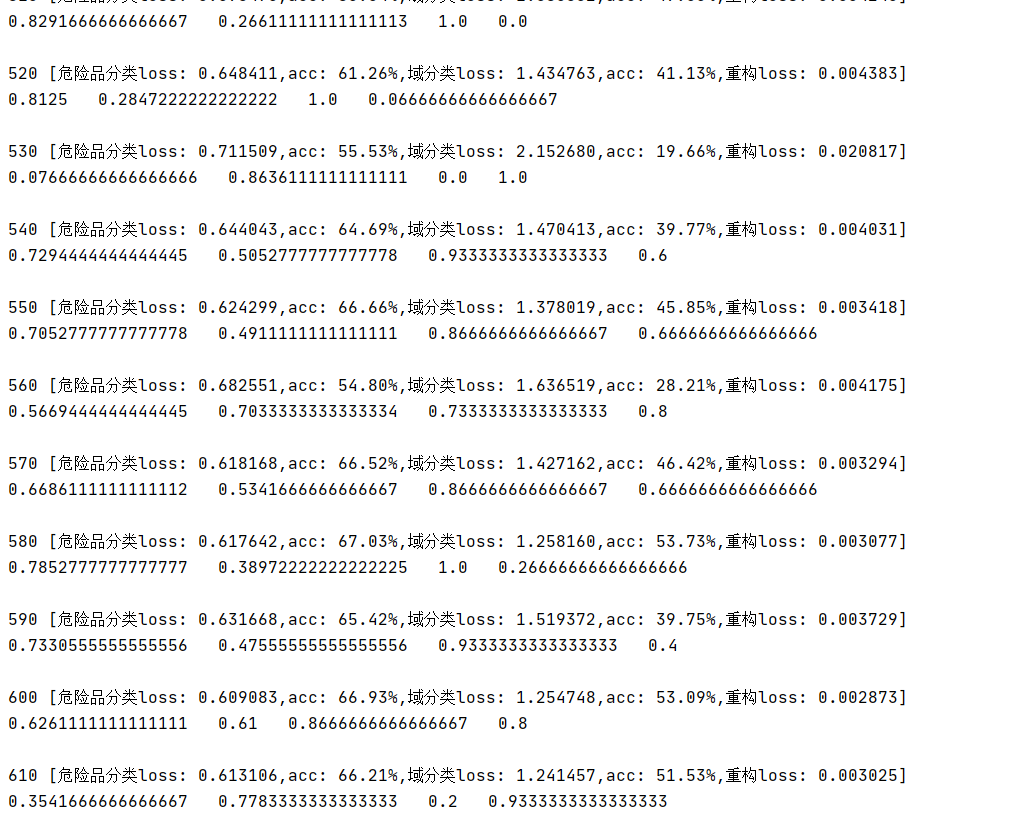 0.8291666666666667   0.26611111111111113   1.0   0.0
520 [危险品分类loss: 0.648411,acc: 61.26%,域分类loss: 1.434763,acc: 41.13%,重构loss: 0.004383]
0.8125   0.2847222222222222   1.0   0.06666666666666667
530 [危险品分类loss: 0.711509,acc: 55.53%,域分类loss: 2.152680,acc: 19.66%,重构loss: 0.020817]
0.07666666666666666   0.8636111111111111   0.0   1.0
540 [危险品分类loss: 0.644043,acc: 64.69%,域分类loss: 1.470413,acc: 39.77%,重构loss: 0.004031]
0.7294444444444445   0.5052777777777778   0.9333333333333333   0.6
550 [危险品分类loss: 0.624299,acc: 66.66%,域分类loss: 1.378019,acc: 45.85%,重构loss: 0.003418]
0.7052777777777778   0.4911111111111111   0.8666666666666667   0.6666666666666666
560 [危险品分类loss: 0.682551,acc: 54.80%,域分类loss: 1.636519,acc: 28.21%,重构loss: 0.004175]
0.5669444444444445   0.7033333333333334   0.7333333333333333   0.8
570 [危险品分类loss: 0.618168,acc: 66.52%,域分类loss: 1.427162,acc: 46.42%,重构loss: 0.003294]
0.6686111111111112   0.5341666666666667   0.8666666666666667   0.6666666666666666
580 [危险品分类loss: 0.617642,acc: 67.03%,域分类loss: 1.258160,acc: 53.73%,重构loss: 0.003077]
0.7852777777777777   0.38972222222222225   1.0   0.26666666666666666
590 [危险品分类loss: 0.631668,acc: 65.42%,域分类loss: 1.519372,acc: 39.75%,重构loss: 0.003729]
0.7330555555555556   0.47555555555555556   0.9333333333333333   0.4
600 [危险品分类loss: 0.609083,acc: 66.93%,域分类loss: 1.254748,acc: 53.09%,重构loss: 0.002873]
0.6261111111111111   0.61   0.8666666666666667   0.8
610 [危险品分类loss: 0.613106,acc: 66.21%,域分类loss: 1.241457,acc: 51.53%,重构loss: 0.003025]
0.3541666666666667   0.7783333333333333   0.2   0.9333333333333333